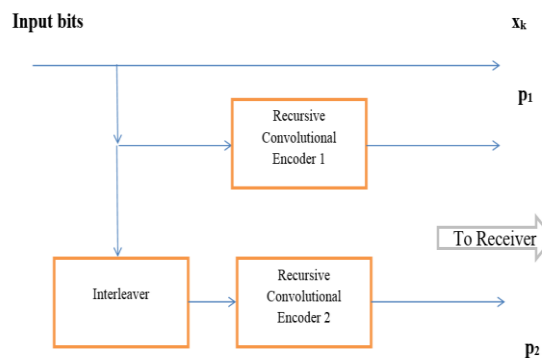 Input bits
xk
p1
Recursive
Convolutional
Encoder 1
To Receiver
Interleaver
Recursive
Convolutional
Encoder 2
p2